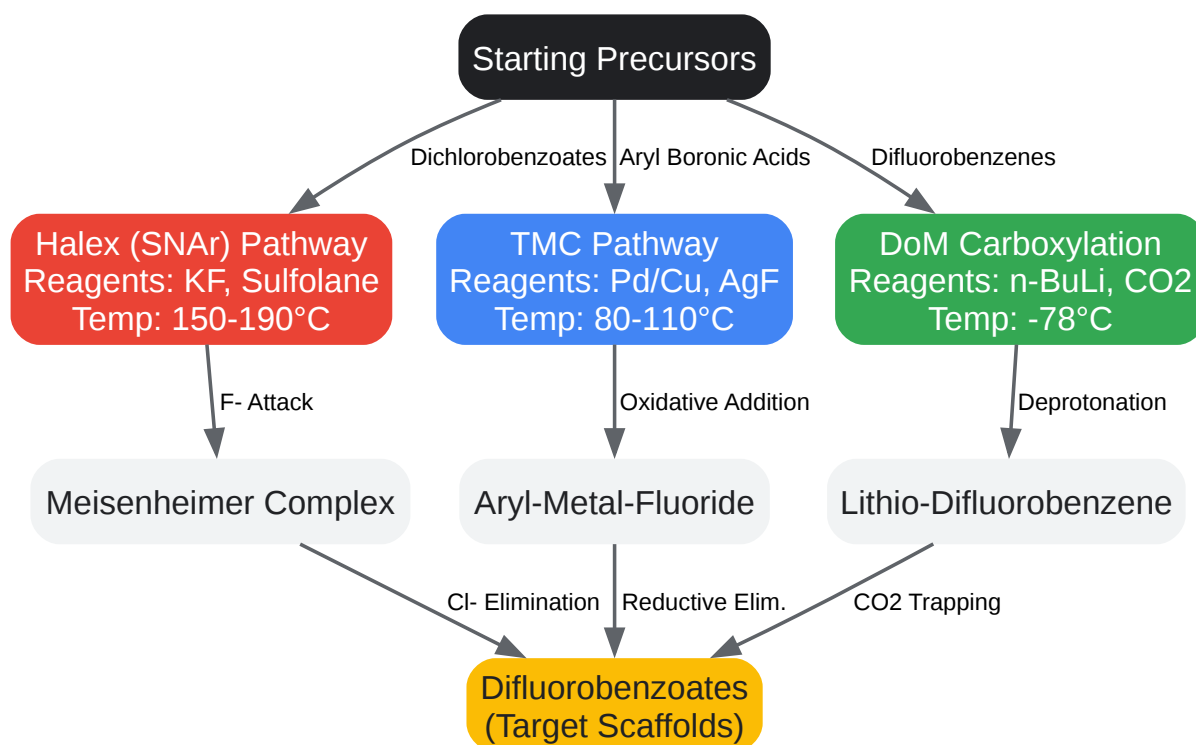 Starting Precursors
Dichlorobenzoates
Aryl Boronic Acids
Difluorobenzenes
Halex (SNAr) Pathway
Reagents: KF, Sulfolane
Temp: 150-190°C
TMC Pathway
Reagents: Pd/Cu, AgF
Temp: 80-110°C
DoM Carboxylation
Reagents: n-BuLi, CO2
Temp: -78°C
F- Attack
Oxidative Addition
Deprotonation
Meisenheimer Complex
Aryl-Metal-Fluoride
Lithio-Difluorobenzene
Cl- Elimination
Reductive Elim.
CO2 Trapping
Difluorobenzoates
(Target Scaffolds)